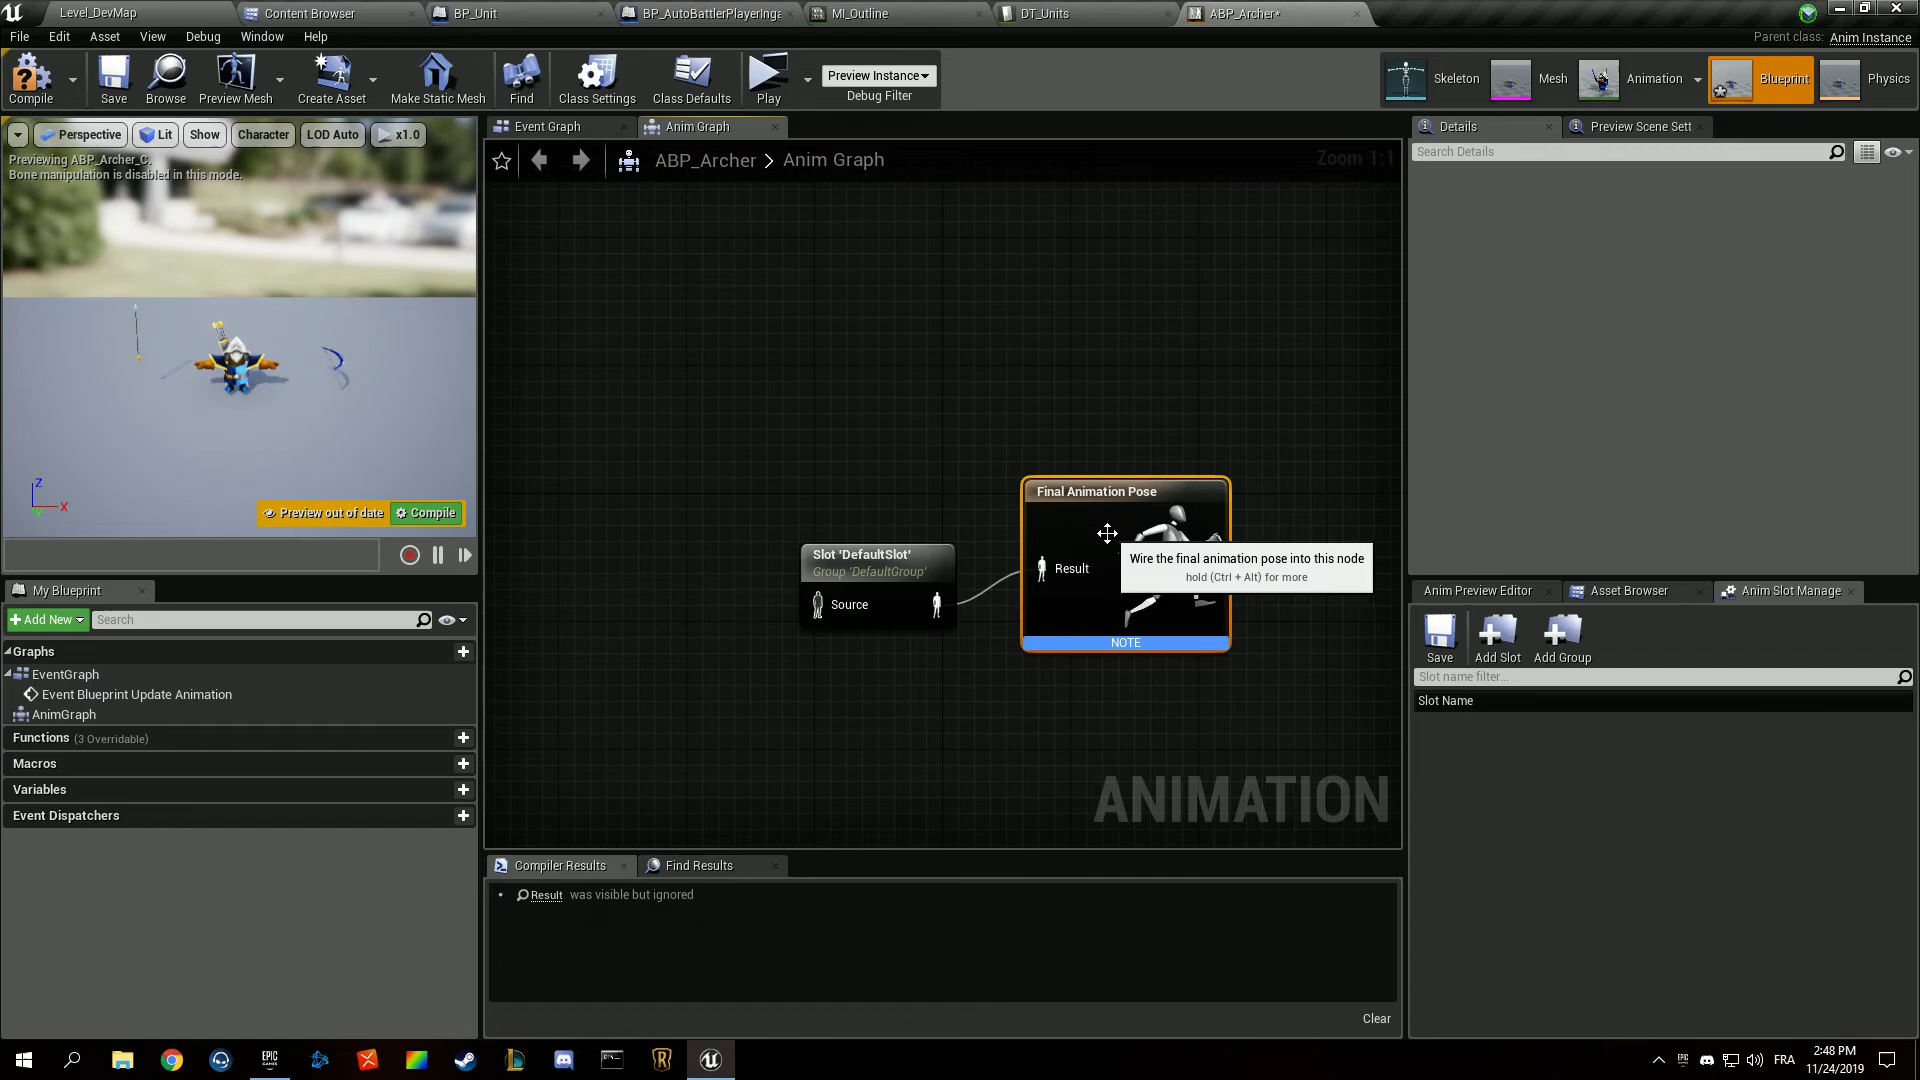 Level_DevMap
Content Browser
BP_Unit
BP_AutoBattlerPlayerInga
MI_Outline
DT_Units
ABP_Archer*
File
Edit
Asset
View
Debug
Window
Help
Parent class: Anim Instance
Compile
Save
Browse
Preview Mesh
Create Asset
Make Static Mesh
Find
Class Settings
Class Defaults
Play
Preview Instance
Debug Filter
Skeleton
Mesh
Animation
Blueprint
Physics
Perspective
Lit
Show
Character
LOD Auto
x1.0
Previewing ABP_Archer_C.
Bone manipulation is disabled in this mode.
Z
X
Preview out of date
Compile
Event Graph
Anim Graph
ABP_Archer > Anim Graph
Zoom 1:1
Slot 'DefaultSlot'
Group 'DefaultGroup'
Source
Final Animation Pose
Result
Wire the final animation pose into this node
hold (Ctrl + Alt) for more
NOTE
ANIMATION
My Blueprint
Add New
Search
Graphs
EventGraph
Event Blueprint Update Animation
AnimGraph
Functions (3 Overridable)
Macros
Variables
Event Dispatchers
Compiler Results
Find Results
Result was visible but ignored
Clear
Details
Preview Scene Sett
Search Details
Anim Preview Editor
Asset Browser
Anim Slot Manage
Save
Add Slot
Add Group
Slot name filter...
Slot Name
EPIC
GAMES
FRA
2:48 PM
11/24/2019